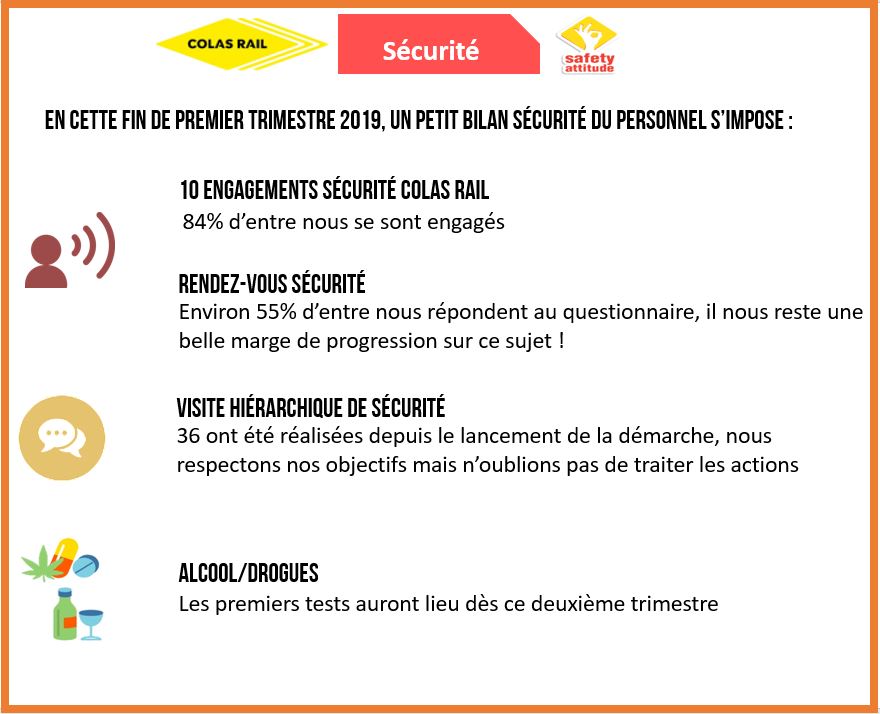 COLAS RAIL
Sécurité
safety
attitude
EN CETTE FIN DE PREMIER TRIMESTRE 2019, UN PETIT BILAN SÉCURITÉ DU PERSONNEL S'IMPOSE :
10 ENGAGEMENTS SÉCURITÉ COLAS RAIL
84% d'entre nous se sont engagés
RENDEZ-VOUS SÉCURITÉ
Environ 55% d'entre nous répondent au questionnaire, il nous reste une
belle marge de progression sur ce sujet !
VISITE HIÉRARCHIQUE DE SÉCURITÉ
36 ont été réalisées depuis le lancement de la démarche, nous
respectons nos objectifs mais n'oublions pas de traiter les actions
ALCOOL/DROGUES
Les premiers tests auront lieu dès ce deuxième trimestre